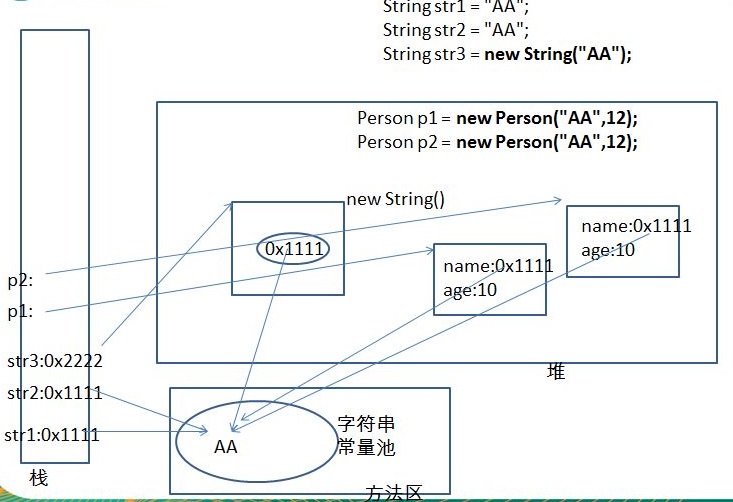 String str1 = "AA";
String str2 = "AA";
String str3 = new String("AA");
Person p1 = new Person("AA",12);
Person p2 = new Person("AA",12);
new String()
0x1111
name:0x1111
age:10
name:0x1111
age:10
p2:
p1:
str3:0x2222
str2:0x1111
str1:0x1111
堆
AA
字符串
常量池
栈
方法区